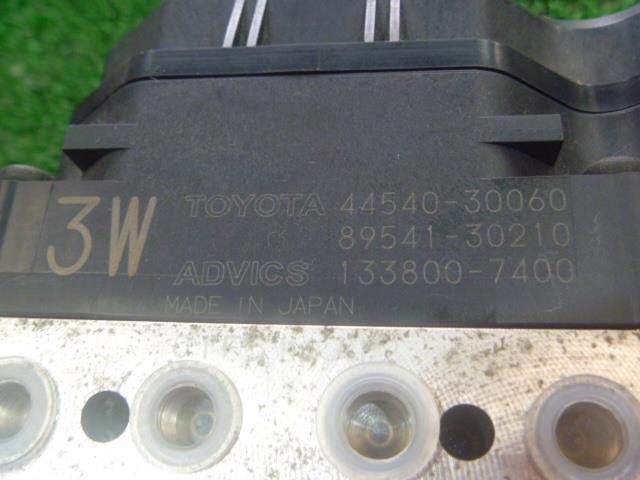 3W
TOYOTA 44540-30060
89541-30210
ADVICS 133800-7400
MADE IN JAPAN